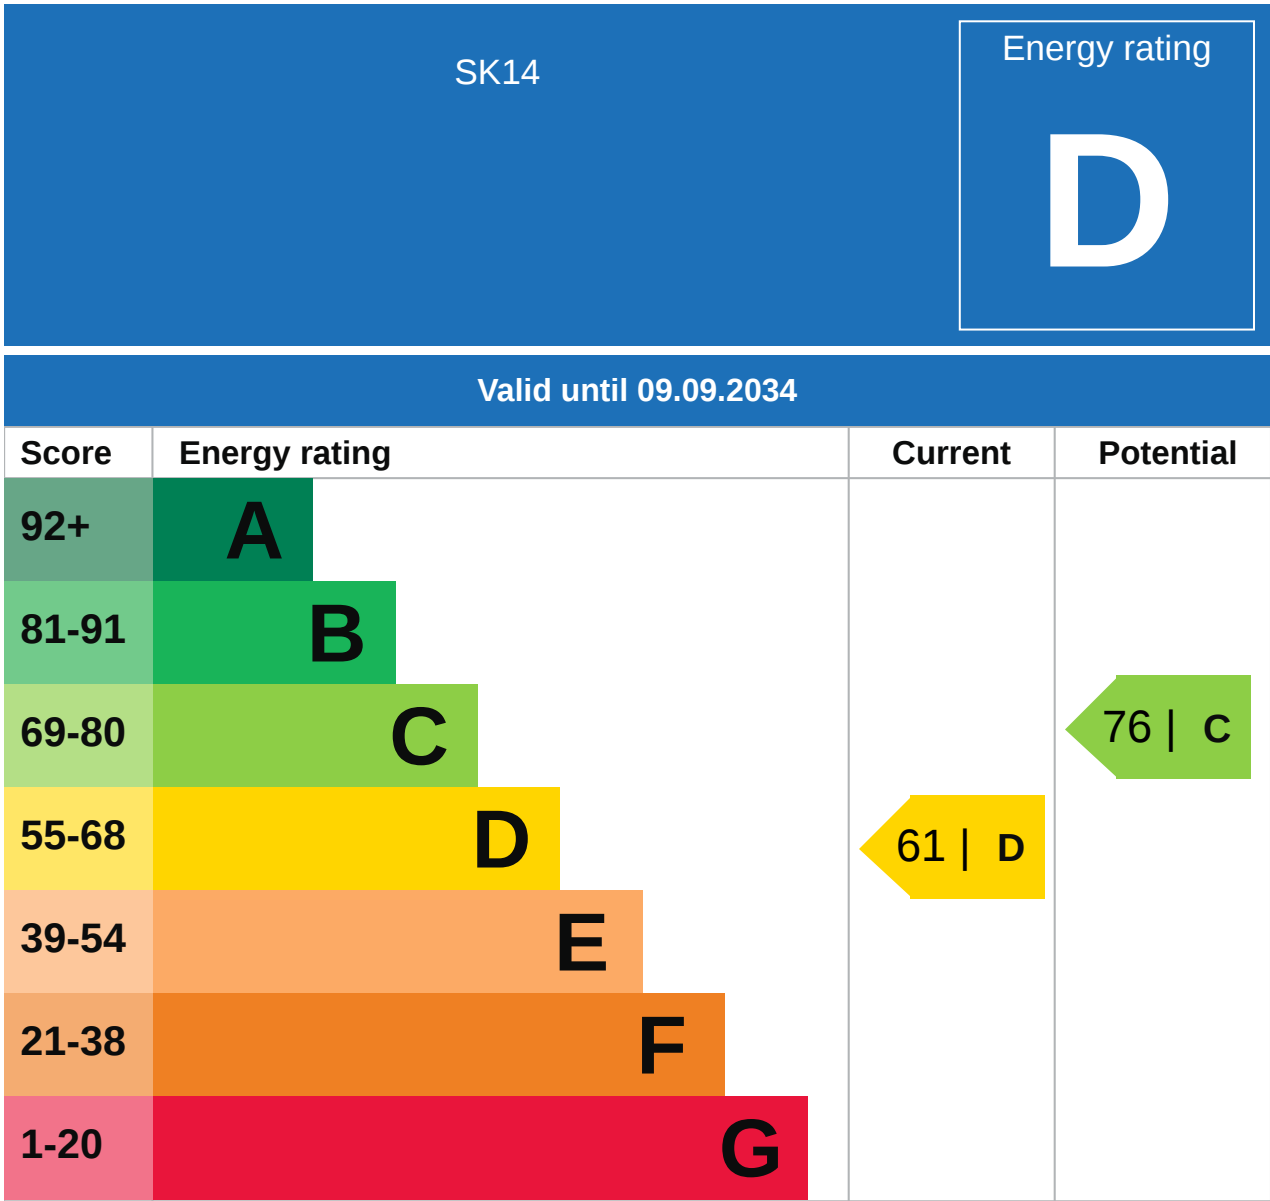 SK14
Energy rating
D
Valid until 09.09.2034
Score Energy rating Current Potential
92+ A
81-91 B
69-80 C 76 | C
55-68 D 61 | D
39-54 E
21-38 F
1-20 G